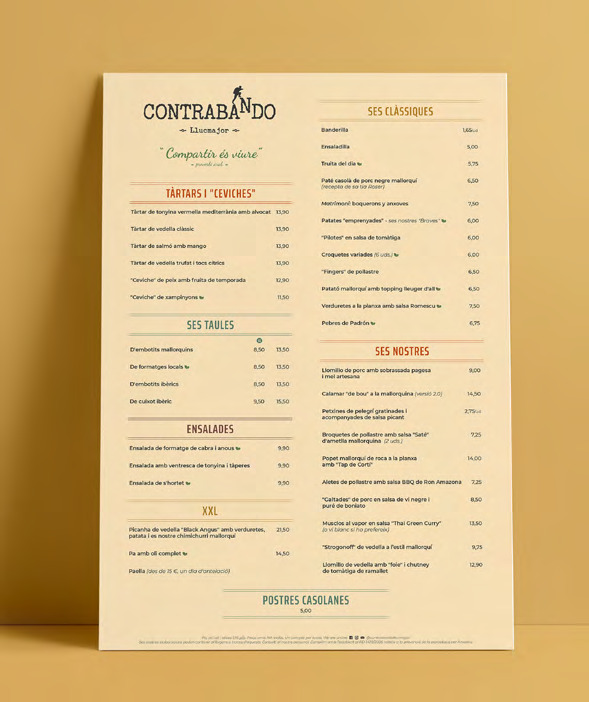 CONTRABANDO
Llucmajor
"Compartir és viure"
TÀRTARS I "CEVICHES"
Tàrtar de tonyina vermella mediterrània amb alvocat 13,90
Tàrtar de vedella clàssic 13,90
Tàrtar de salmó amb mango 13,90
Tàrtar de vedella trufat i tocs cítrics 13,90
"Ceviche" de peix amb fruita de temporada 12,90
"Ceviche" de xampinyons 11,50
SES TAULES
D'embotits mallorquins 8,50 13,50
De formatges locals 8,50 13,50
D'embotits ibèrics 8,50 13,50
De cuixot ibèric 9,50 15,50
ENSALADES
Ensalada de formatge de cabra i anous 9,90
Ensalada amb ventresca de tonyina i tàperes 9,90
Ensalada de s'hortet 9,90
XXL
Picanha de vedella "Black Angus" amb verduretes, 21,50
patata i es nostre chimichurri mallorquí
Pa amb oli complet 14,50
Paella (des de 15 €, un dia d'antelació)
SES CLÀSSIQUES
Banderilla 1,65
Ensaladilla 5,00
Truita del dia 5,75
Paté casolà de porc negre mallorquí 6,50
(recepta de sa tia Roser)
Matrimoni: boquerons y anxoves 7,50
Patates "emprenyades" - ses nostres "Braves" 6,00
"Pilotes" en salsa de tomàtiga 6,00
Croquetes variades (6 uds.) 6,00
"Fingers" de pollastre 6,50
Patató mallorquí amb topping lleuger d'all 6,50
Verduretes a la planxa amb salsa Romescu 7,50
Pebres de Padrón 6,75
SES NOSTRES
Llomillo de porc amb sobrassada pagesa 9,00
i mel artesana
Calamar "de bou" a la mallorquina (versió 2.0) 14,50
Petxines de pelegrí gratinades i 2,75
acompanyades de salsa picant
Broquetes de pollastre amb salsa "Saté" 7,25
d'ametlla mallorquina (2 uds.)
Popet mallorquí de roca a la planxa 14,00
amb "Tap de Cortí"
Aletes de pollastre amb salsa BBQ de Ron Amazona 7,25
"Galtades" de porc en salsa de vi negre i 8,50
puré de boniato
Musclos al vapor en salsa "Thai Green Curry" 13,50
(o vi blanc si ho prefereix)
"Strogonoff" de vedella a l'estil mallorquí 9,75
Llomillo de vedella amb "foie" i chutney 12,90
de tomàtiga de ramallet
POSTRES CASOLANES
5,00